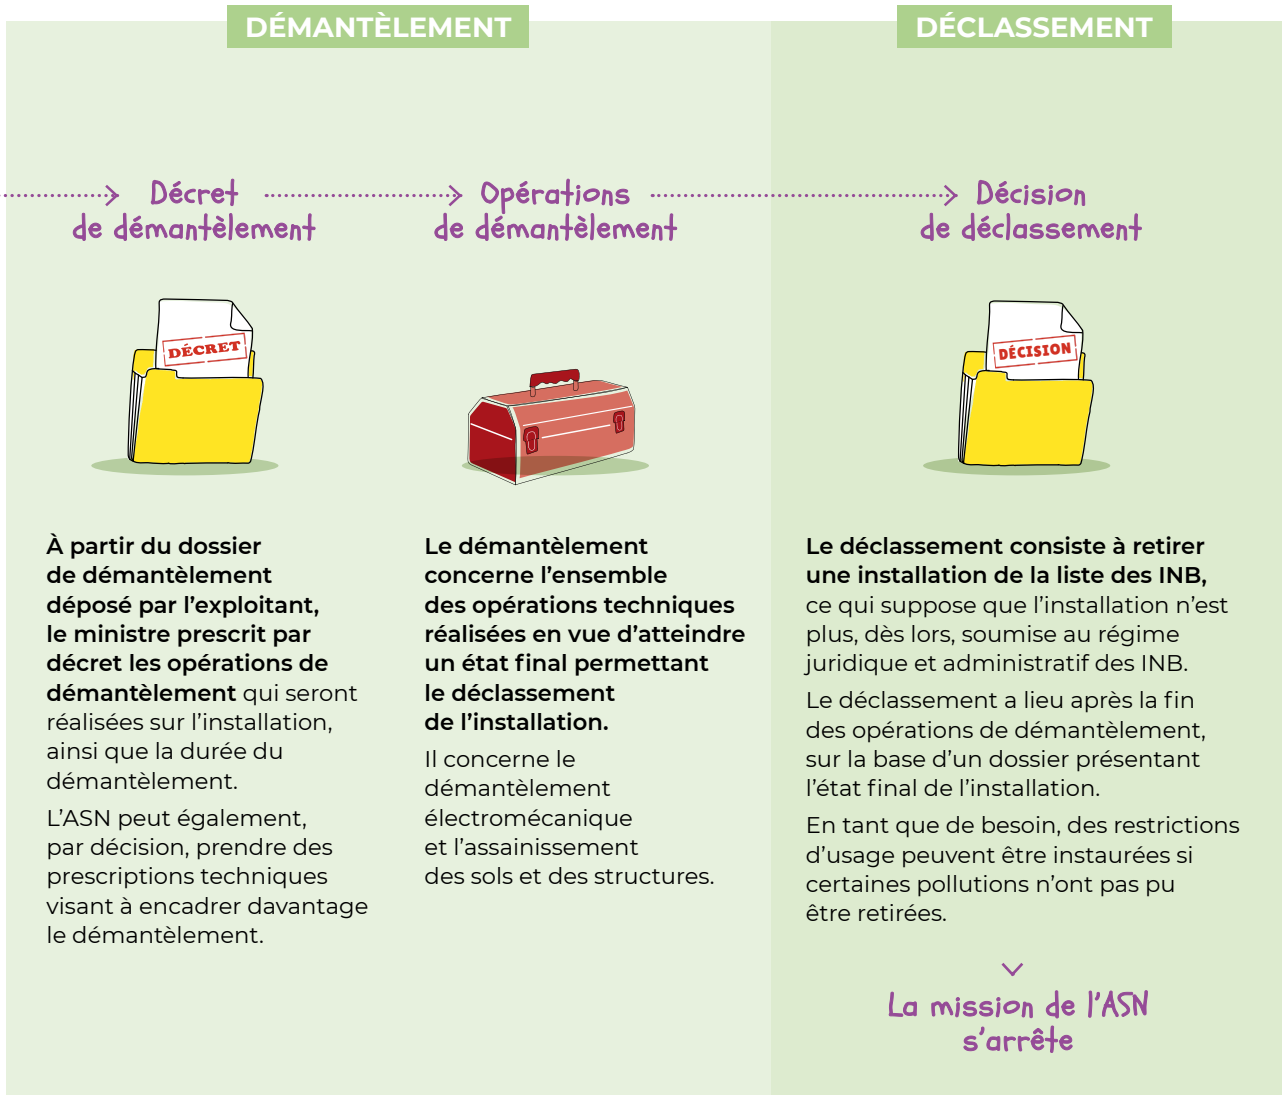 DÉMANTÈLEMENT
DÉCLASSEMENT
Décret
de démantèlement
Opérations
de démantèlement
Décision
de déclassement
DÉCRET
DÉCISION
À partir du dossier
de démantèlement
déposé par l’exploitant,
le ministre prescrit par
décret les opérations de
démantèlement qui seront
réalisées sur l’installation,
ainsi que la durée du
démantèlement.
L’ASN peut également,
par décision, prendre des
prescriptions techniques
visant à encadrer davantage
le démantèlement.
Le démantèlement
concerne l’ensemble
des opérations techniques
réalisées en vue d’atteindre
un état final permettant
le déclassement
de l’installation.
Il concerne le
démantèlement
électromécanique
et l’assainissement
des sols et des structures.
Le déclassement consiste à retirer
une installation de la liste des INB,
ce qui suppose que l’installation n’est
plus, dès lors, soumise au régime
juridique et administratif des INB.
Le déclassement a lieu après la fin
des opérations de démantèlement,
sur la base d’un dossier présentant
l’état final de l’installation.
En tant que de besoin, des restrictions
d’usage peuvent être instaurées si
certaines pollutions n’ont pas pu
être retirées.
La mission de l’ASN
s’arrête